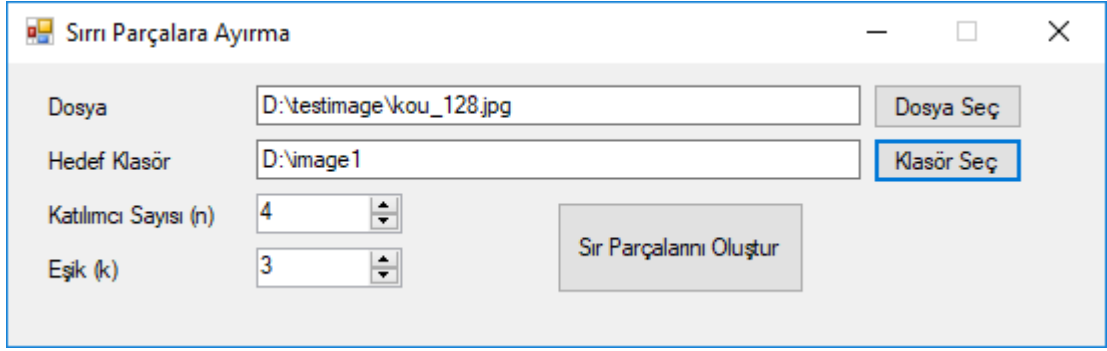 Sırrı Parçalara Ayırma
Dosya D:\testimage\kou_128.jpg Dosya Seç
Hedef Klasör D:\image1 Klasör Seç
Katılımcı Sayısı (n) 4
Sır Parçalarını Oluştur
Eşik (k) 3